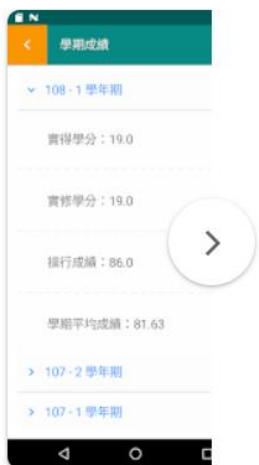 學期成績
108 - 1 學年期
實得學分：19.0
實修學分：19.0
操行成績：86.0
學期平均成績：81.63
107 - 2 學年期
107 - 1 學年期